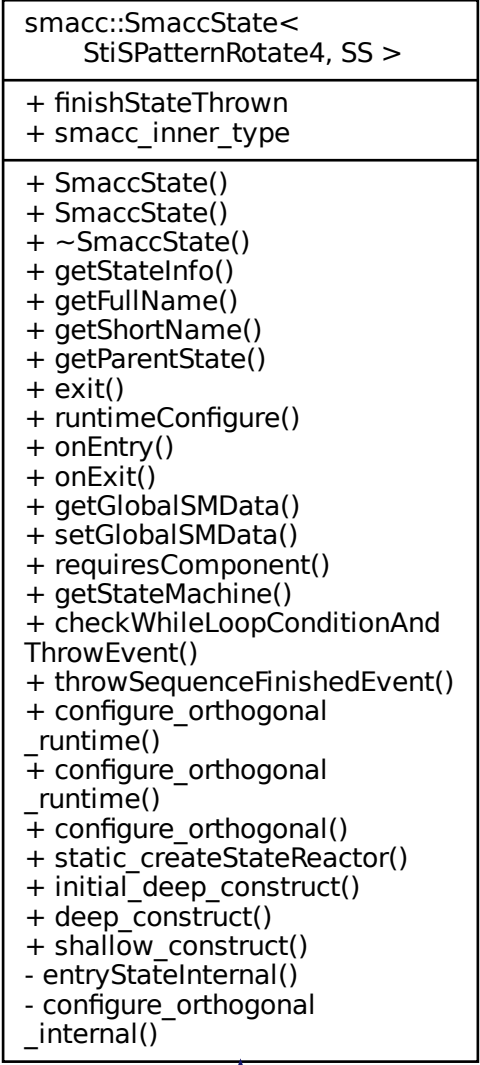 smacc::SmaccState<
StiSPatternRotate4, SS >
+ finishStateThrown
+ smacc_inner_type
+ SmaccState()
+ SmaccState()
+ ~SmaccState()
+ getStateInfo()
+ getFullName()
+ getShortName()
+ getParentState()
+ exit()
+ runtimeConfigure()
+ onEntry()
+ onExit()
+ getGlobalSMData()
+ setGlobalSMData()
+ requiresComponent()
+ getStateMachine()
+ checkWhileLoopConditionAnd
ThrowEvent()
+ throwSequenceFinishedEvent()
+ configure_orthogonal
_runtime()
+ configure_orthogonal
_runtime()
+ configure_orthogonal()
+ static_createStateReactor()
+ initial_deep_construct()
+ deep_construct()
+ shallow_construct()
- entryStateInternal()
- configure_orthogonal
_internal()